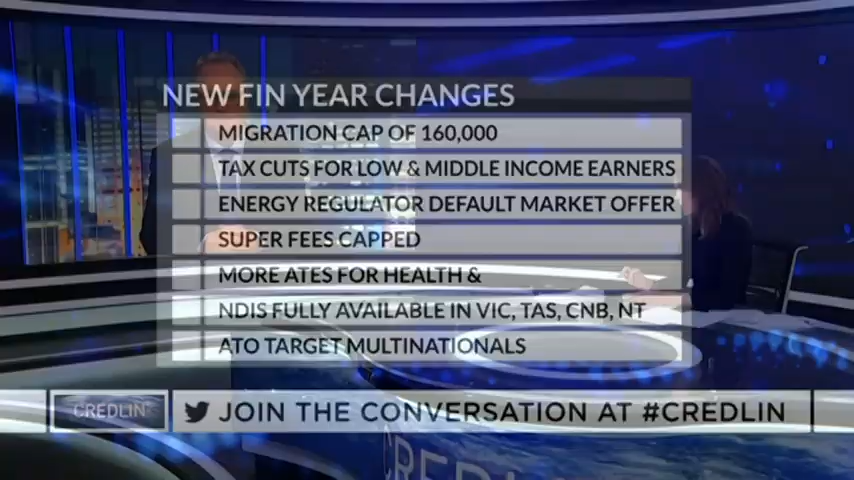 NEW FIN YEAR CHANGES
MIGRATION CAP OF 160,000
TAX CUTS FOR LOW & MIDDLE INCOME EARNERS
ENERGY REGULATOR DEFAULT MARKET OFFER
SUPER FEES CAPPED
MORE ATES FOR HEALTH &
NDIS FULLY AVAILABLE IN VIC, TAS, CNB, NT
ATO TARGET MULTINATIONALS
CREDLIN
JOIN THE CONVERSATION AT #CREDLIN
CREDL